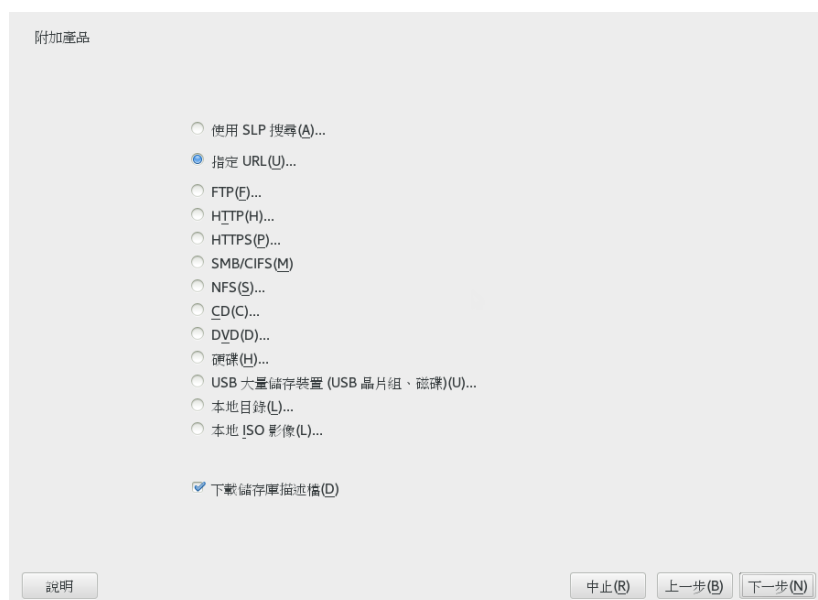 附加產品
使用 SLP 搜尋(A)...
指定 URL(U)...
FTP(F)...
HTTP(H)...
HTTPS(P)...
SMB/CIFS(M)
NFS(S)...
CD(C)...
DVD(D)...
硬碟(H)...
USB 大量儲存裝置 (USB 晶片組、磁碟)(U)...
本地目錄(L)...
本地 ISO 影像(L)...
下載儲存庫描述檔(D)
說明
中止(R)
上一步(B)
下一步(N)